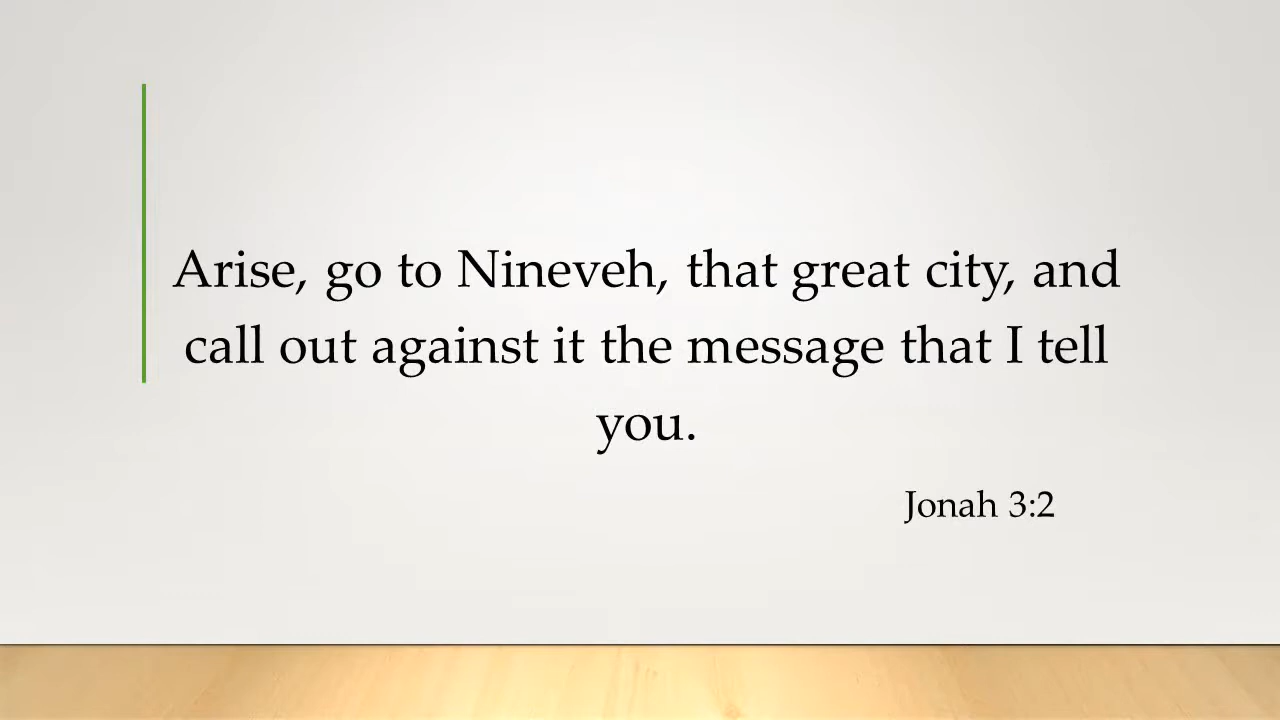 Arise, go to Nineveh, that great city, and
call out against it the message that I tell
you.
Jonah 3:2